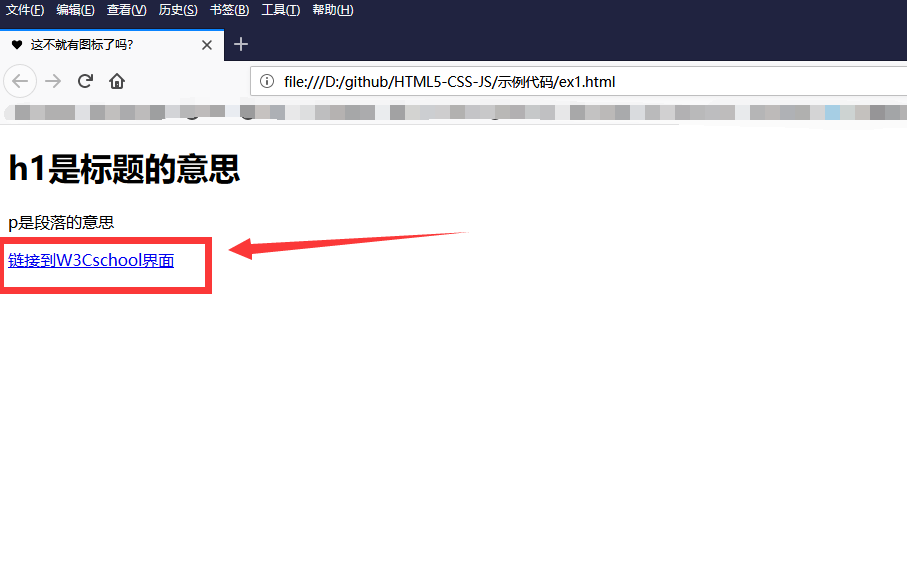 文件(F) 编辑(E) 查看(V) 历史(S) 书签(B) 工具(T) 帮助(H)
这不就有图标了吗?
file:///D:/github/HTML5-CSS-JS/示例代码/ex1.html
h1是标题的意思
p是段落的意思
链接到W3Cschool界面